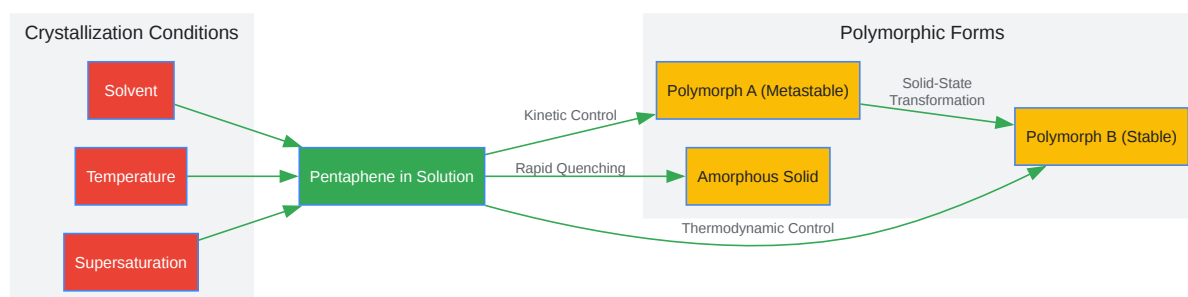 Crystallization Conditions
Solvent
Temperature
Supersaturation
Pentaphene in Solution
Kinetic Control
Rapid Quenching
Thermodynamic Control
Polymorphic Forms
Polymorph A (Metastable)
Amorphous Solid
Solid-State
Transformation
Polymorph B (Stable)